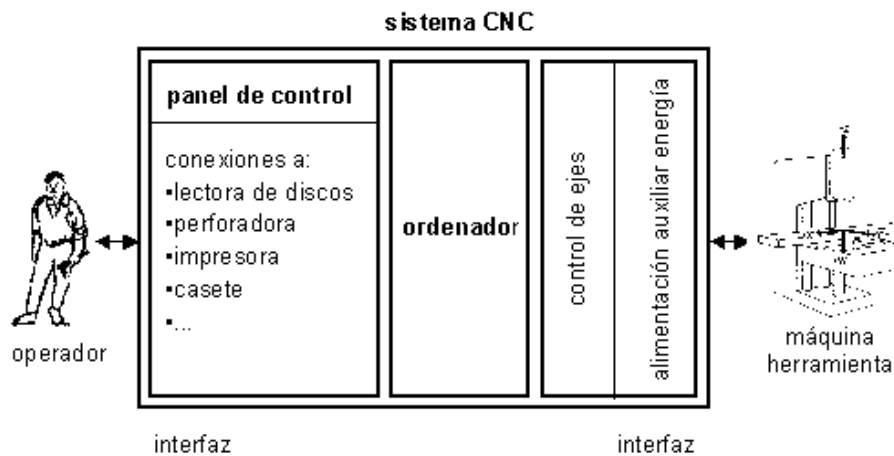 sistema CNC
panel de control
conexiones a:
▪lectora de discos
▪perforadora
▪impresora
▪casete
▪...
ordenador
control de ejes
alimentación auxiliar energía
operador
máquina
herramienta
interfaz
interfaz